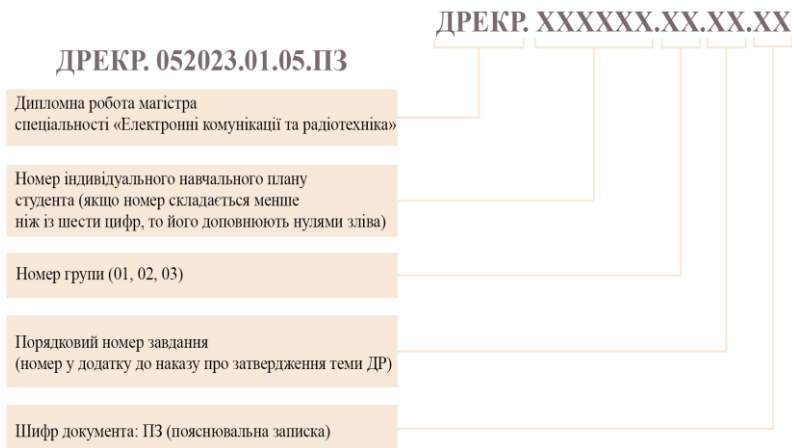 ДРЕКР. XXXXXX.XX.XX.XX
ДРЕКР. 052023.01.05.ПЗ
Дипломна робота магістра
спеціальності «Електронні комунікації та радіотехніка»
Номер індивідуального навчального плану
студента (якщо номер складається менше
ніж із шести цифр, то його доповнюють нулями зліва)
Номер групи (01, 02, 03)
Порядковий номер завдання
(номер у додатку до наказу про затвердження теми ДР)
Шифр документа: ПЗ (пояснювальна записка)